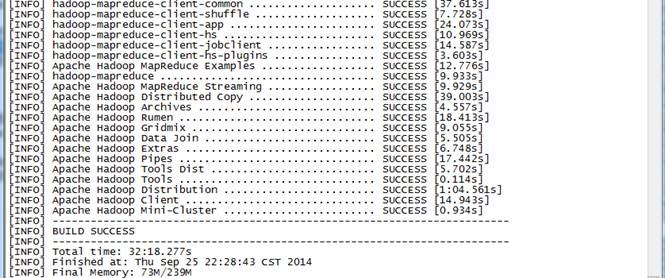 [INFO] hadoop-mapreduce-client-common .................... SUCCESS [37.613s]
[INFO] hadoop-mapreduce-client-shuffle ................... SUCCESS [7.728s]
[INFO] hadoop-mapreduce-client-app ....................... SUCCESS [24.073s]
[INFO] hadoop-mapreduce-client-hs ........................ SUCCESS [10.969s]
[INFO] hadoop-mapreduce-client-jobclient ................. SUCCESS [14.587s]
[INFO] hadoop-mapreduce-client-hs-plugins ................ SUCCESS [3.603s]
[INFO] Apache Hadoop MapReduce Examples .................. SUCCESS [12.776s]
[INFO] hadoop-mapreduce .................................. SUCCESS [9.933s]
[INFO] Apache Hadoop MapReduce Streaming ................. SUCCESS [9.929s]
[INFO] Apache Hadoop Distributed Copy .................... SUCCESS [39.003s]
[INFO] Apache Hadoop Archives ............................ SUCCESS [4.557s]
[INFO] Apache Hadoop Rumen ............................... SUCCESS [18.413s]
[INFO] Apache Hadoop Gridmix ............................. SUCCESS [9.055s]
[INFO] Apache Hadoop Data Join ........................... SUCCESS [5.505s]
[INFO] Apache Hadoop Extras .............................. SUCCESS [6.748s]
[INFO] Apache Hadoop Pipes ............................... SUCCESS [17.442s]
[INFO] Apache Hadoop Tools Dist .......................... SUCCESS [5.702s]
[INFO] Apache Hadoop Tools ............................... SUCCESS [0.114s]
[INFO] Apache Hadoop Distribution ........................ SUCCESS [1:04.561s]
[INFO] Apache Hadoop Client .............................. SUCCESS [14.943s]
[INFO] Apache Hadoop Mini-Cluster ........................ SUCCESS [0.934s]
[INFO] ------------------------------------------------------------------------
[INFO] BUILD SUCCESS
[INFO] ------------------------------------------------------------------------
[INFO] Total time: 32:18.277s
[INFO] Finished at: Thu Sep 25 22:28:43 CST 2014
[INFO] Final Memory: 73M/239M